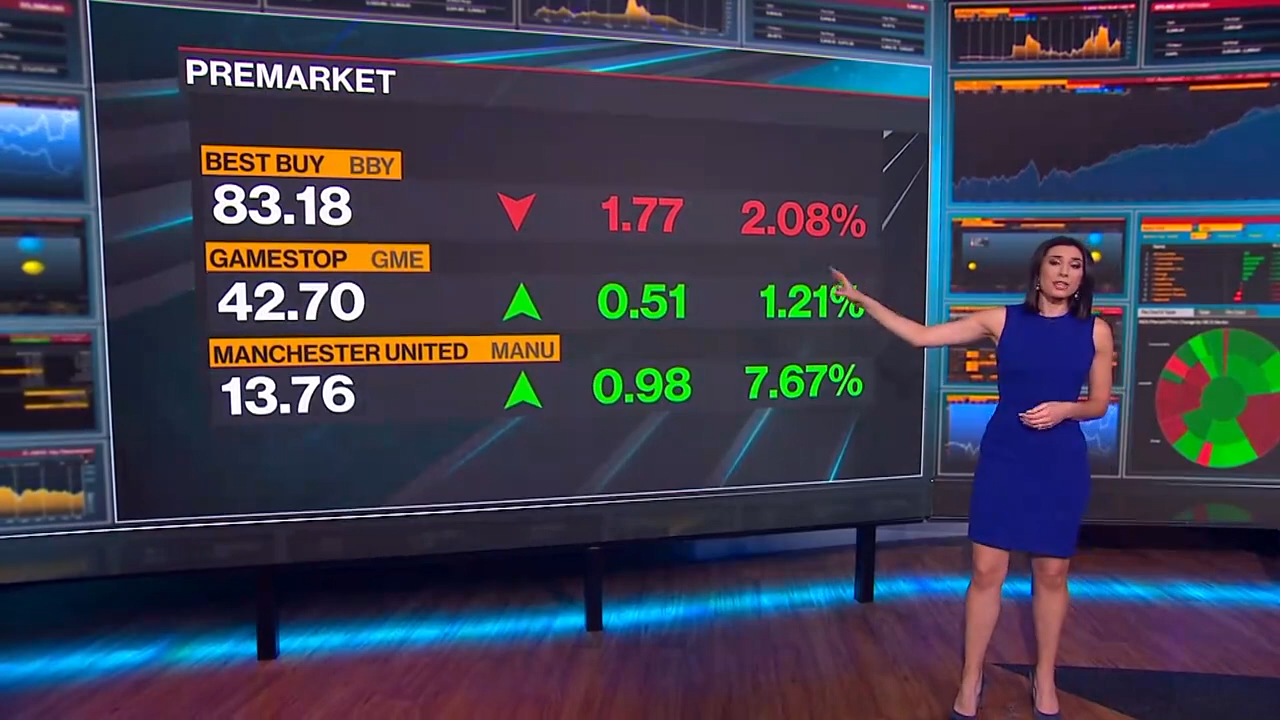 PREMARKET
BEST BUY BBY
83.18 1.77 2.08%
GAMESTOP GME
42.70 0.51 1.21%
MANCHESTER UNITED MANU
13.76 0.98 7.67%